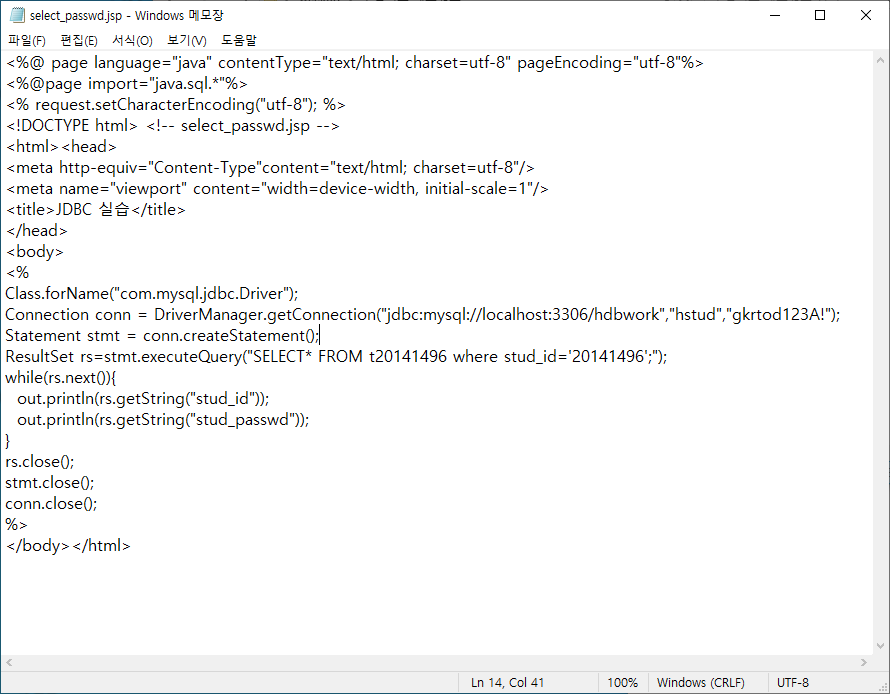 select_passwd.jsp - Windows 메모장
파일(F) 편집(E) 서식(O) 보기(V) 도움말
<%@ page language="java" contentType="text/html; charset=utf-8" pageEncoding="utf-8"%>
<%@page import="java.sql.*"%>
<% request.setCharacterEncoding("utf-8"); %>
<!DOCTYPE html> <!-- select_passwd.jsp -->
<html><head>
<meta http-equiv="Content-Type"content="text/html; charset=utf-8"/>
<meta name="viewport" content="width=device-width, initial-scale=1"/>
<title>JDBC 실습</title>
</head>
<body>
<%
Class.forName("com.mysql.jdbc.Driver");
Connection conn = DriverManager.getConnection("jdbc:mysql://localhost:3306/hdbwork","hstud","gkrtod123A!");
Statement stmt = conn.createStatement();
ResultSet rs=stmt.executeQuery("SELECT* FROM t20141496 where stud_id='20141496';");
while(rs.next()){
   out.println(rs.getString("stud_id"));
   out.println(rs.getString("stud_passwd"));
}
rs.close();
stmt.close();
conn.close();
%>
</body></html>
Ln 14, Col 41 100% Windows (CRLF) UTF-8